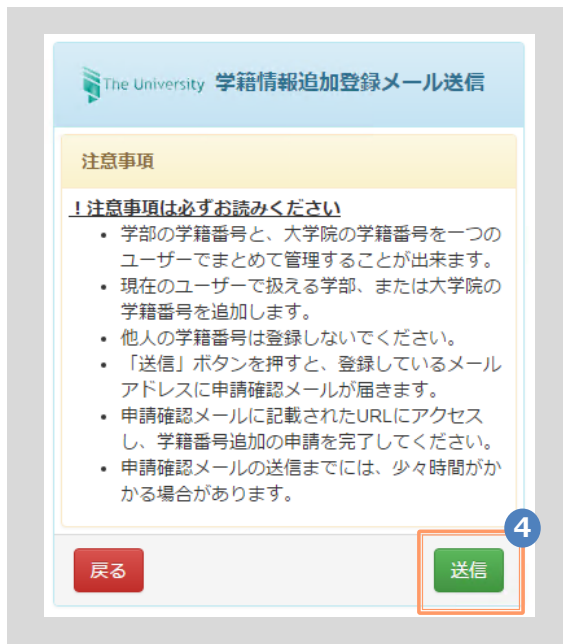 The University 学籍情報追加登録メール送信
注意事項
！注意事項は必ずお読みください
• 学部の学籍番号と、大学院の学籍番号を一つの
ユーザーでまとめて管理することが出来ます。
• 現在のユーザーで扱える学部、または大学院の
学籍番号を追加します。
• 他人の学籍番号は登録しないでください。
• 「送信」ボタンを押すと、登録しているメール
アドレスに申請確認メールが届きます。
• 申請確認メールに記載されたURLにアクセス
し、学籍番号追加の申請を完了してください。
• 申請確認メールの送信までには、少々時間がか
かる場合があります。
4
戻る
送信